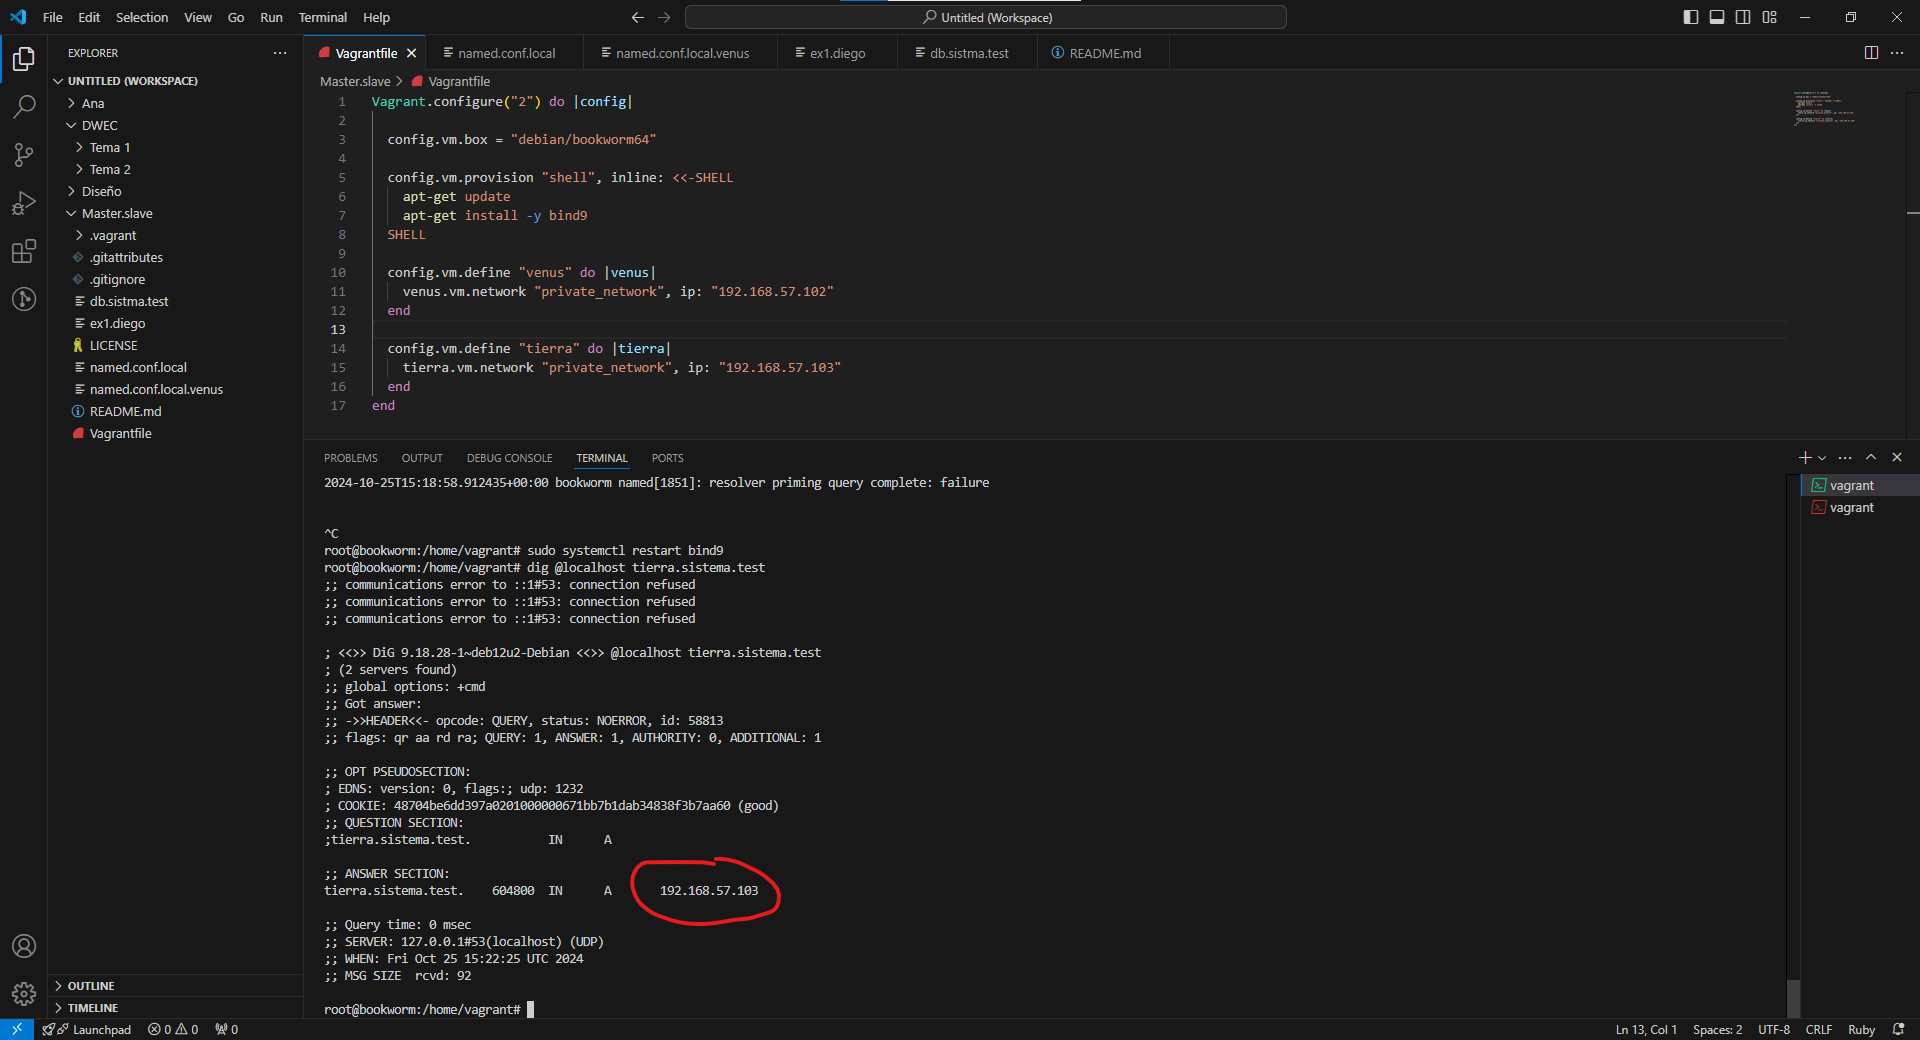 File Edit Selection View Go Run Terminal Help
Untitled (Workspace)
EXPLORER
UNTITLED (WORKSPACE)
Ana
DWEC
Tema 1
Tema 2
Diseño
Master.slave
.vagrant
.gitattributes
.gitignore
db.sistma.test
ex1.diego
LICENSE
named.conf.local
named.conf.local.venus
README.md
Vagrantfile
OUTLINE
TIMELINE
Vagrantfile named.conf.local named.conf.local.venus ex1.diego db.sistma.test README.md
Master.slave > Vagrantfile
1 Vagrant.configure("2") do |config|
2
3 config.vm.box = "debian/bookworm64"
4
5 config.vm.provision "shell", inline: <<-SHELL
6 apt-get update
7 apt-get install -y bind9
8 SHELL
9
10 config.vm.define "venus" do |venus|
11 venus.vm.network "private_network", ip: "192.168.57.102"
12 end
13
14 config.vm.define "tierra" do |tierra|
15 tierra.vm.network "private_network", ip: "192.168.57.103"
16 end
17 end
PROBLEMS OUTPUT DEBUG CONSOLE TERMINAL PORTS
vagrant
vagrant
2024-10-25T15:18:58.912435+00:00 bookworm named[1851]: resolver priming query complete: failure
^C
root@bookworm:/home/vagrant# sudo systemctl restart bind9
root@bookworm:/home/vagrant# dig @localhost tierra.sistema.test
;; communications error to ::1#53: connection refused
;; communications error to ::1#53: connection refused
;; communications error to ::1#53: connection refused
; <<>> DiG 9.18.28-1~deb12u2-Debian <<>> @localhost tierra.sistema.test
; (2 servers found)
;; global options: +cmd
;; Got answer:
;; ->>HEADER<<- opcode: QUERY, status: NOERROR, id: 58813
;; flags: qr aa rd ra; QUERY: 1, ANSWER: 1, AUTHORITY: 0, ADDITIONAL: 1
;; OPT PSEUDOSECTION:
; EDNS: version: 0, flags:; udp: 1232
; COOKIE: 48704be6dd397a0201000000671bb7b1dab34838f3b7aa60 (good)
;; QUESTION SECTION:
;tierra.sistema.test. IN A
;; ANSWER SECTION:
tierra.sistema.test. 604800 IN A 192.168.57.103
;; Query time: 0 msec
;; SERVER: 127.0.0.1#53(localhost) (UDP)
;; WHEN: Fri Oct 25 15:22:25 UTC 2024
;; MSG SIZE rcvd: 92
root@bookworm:/home/vagrant#
Launchpad 0 0 0 Ln 13, Col 1 Spaces: 2 UTF-8 CRLF Ruby